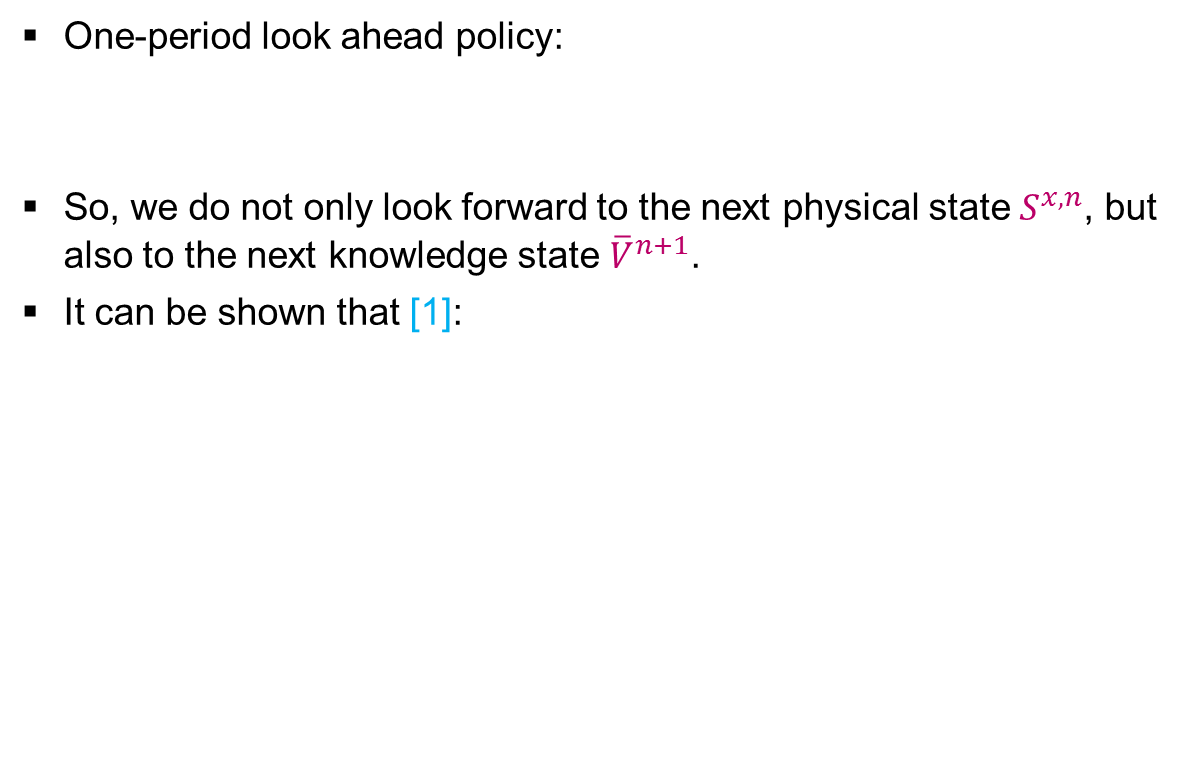 ▪ One-period look ahead policy:
▪ So, we do not only look forward to the next physical state $S^{x,n}$, but
also to the next knowledge state $\bar{V}^{n+1}$.
▪ It can be shown that [1]: